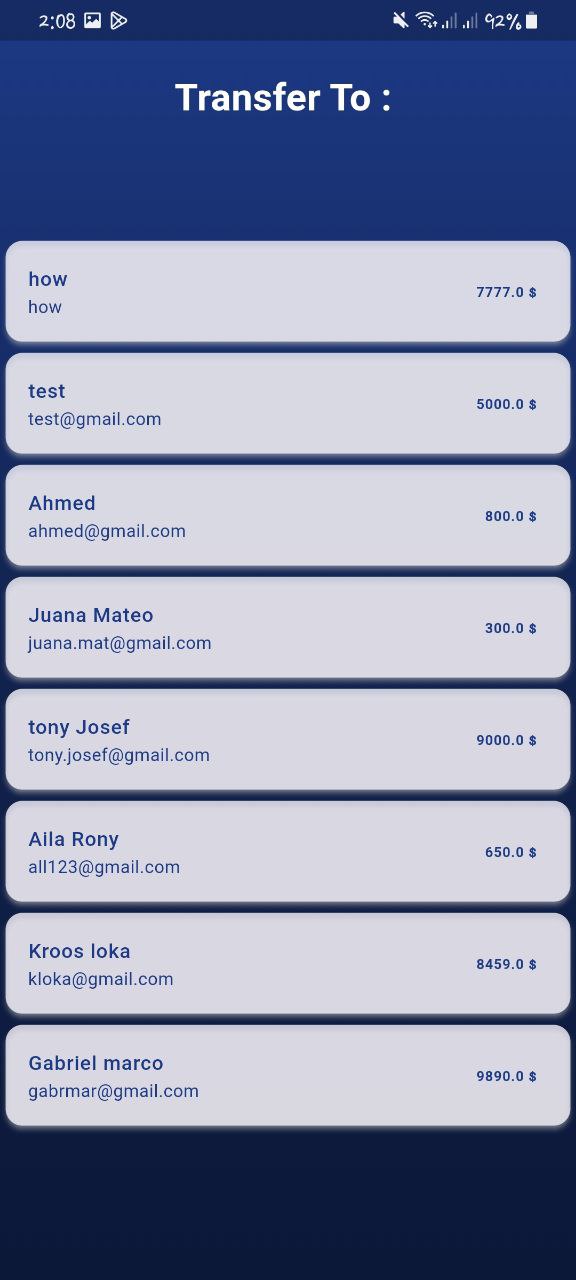 2:08 92%
Transfer To :
how
how
7777.0 $
test
test@gmail.com
5000.0 $
Ahmed
ahmed@gmail.com
800.0 $
Juana Mateo
juana.mat@gmail.com
300.0 $
tony Josef
tony.josef@gmail.com
9000.0 $
Aila Rony
all123@gmail.com
650.0 $
Kroos loka
kloka@gmail.com
8459.0 $
Gabriel marco
gabrmar@gmail.com
9890.0 $